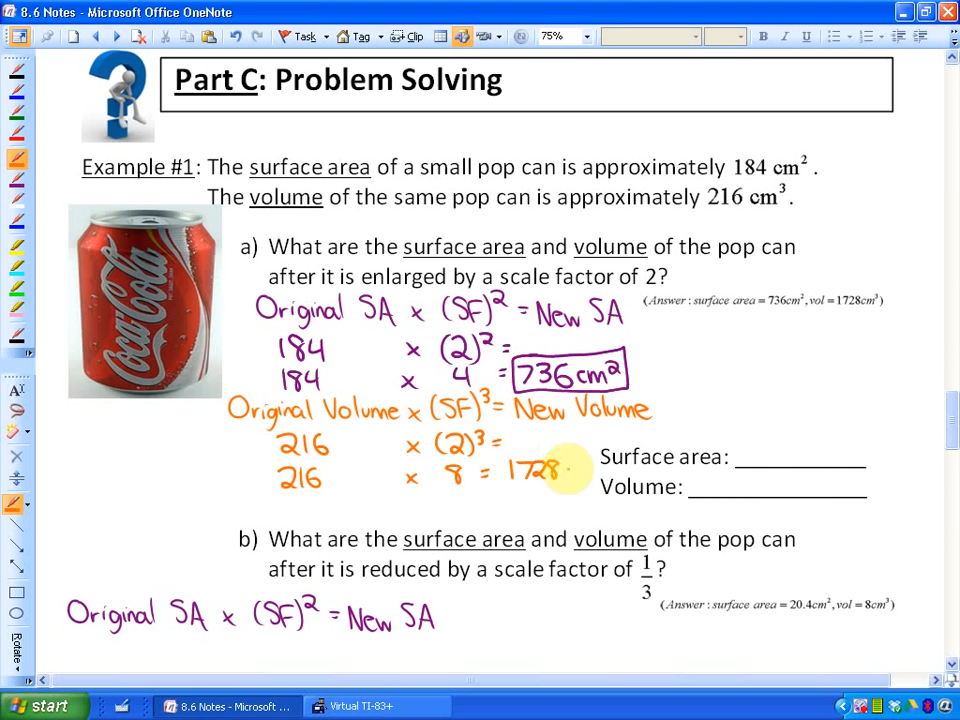 8.6 Notes - Microsoft Office OneNote
Task Tag Clip 75% B I U
Part C: Problem Solving
Example #1: The surface area of a small pop can is approximately 184 cm².
The volume of the same pop can is approximately 216 cm³.
a) What are the surface area and volume of the pop can
after it is enlarged by a scale factor of 2?
(Answer : surface area = 736cm², vol = 1728cm³)
Original SA x (SF)² = New SA
184 x (2)² =
184 x 4 = 736cm²
Original Volume x (SF)³ = New Volume
216 x (2)³ =
216 x 8 = 1728
Surface area: ____________
Volume: ________________
Coca-Cola
b) What are the surface area and volume of the pop can
after it is reduced by a scale factor of 1/3?
(Answer : surface area = 20.4cm², vol = 8cm³)
Original SA x (SF)² = New SA
Rotate
start 8.6 Notes - Microsoft ... Virtual TI-83+